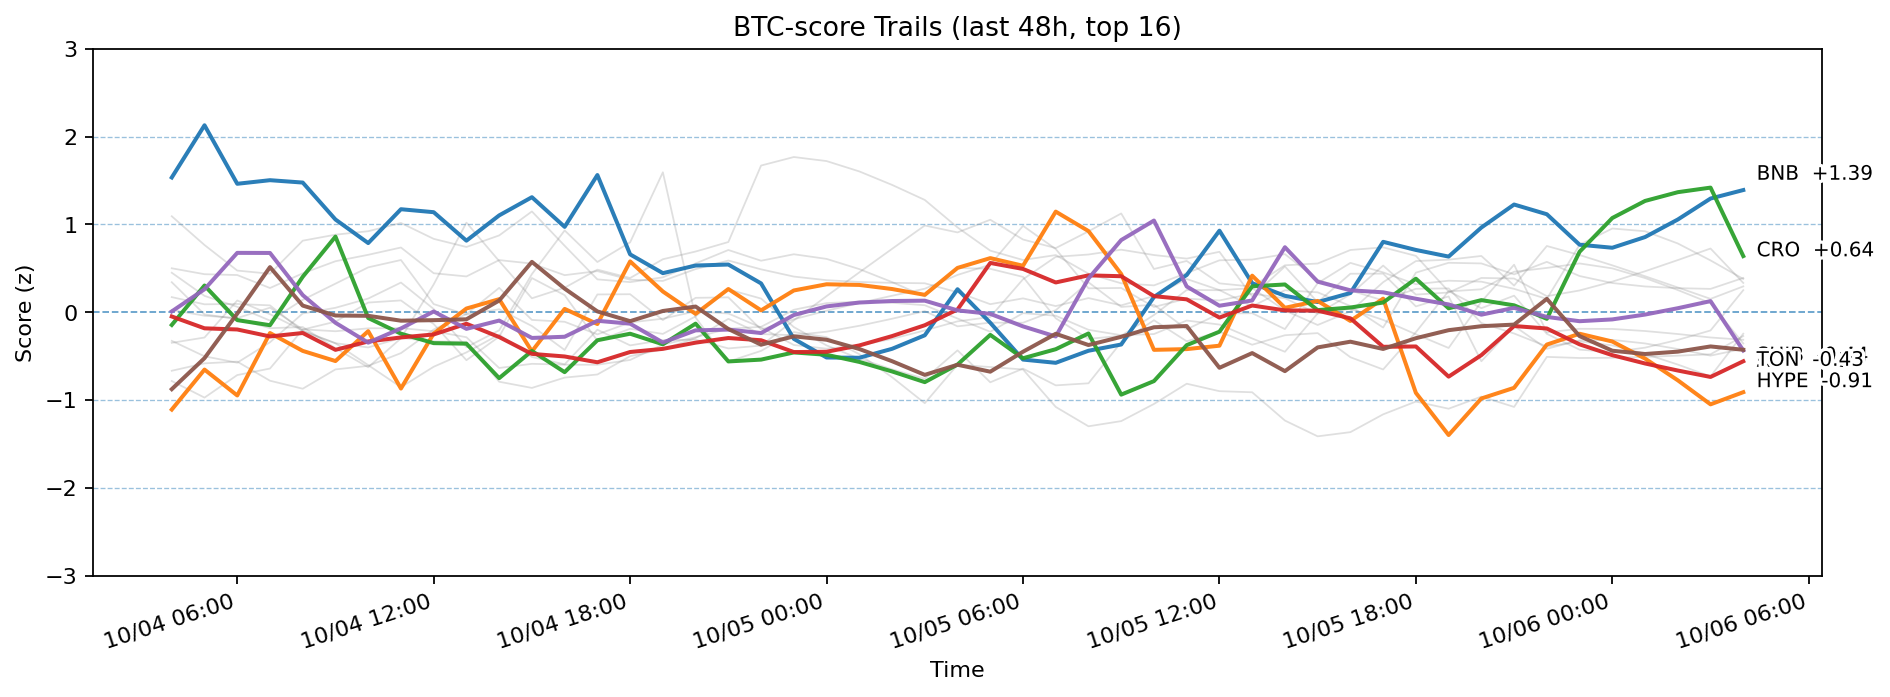 BTC-score Trails (last 48h, top 16)
3
2
1
0
−1
−2
−3
Score (z)
BNB +1.39
CRO +0.64
TON -0.43
HYPE -0.91
10/04 06:00
10/04 12:00
10/04 18:00
10/05 00:00
10/05 06:00
10/05 12:00
10/05 18:00
10/06 00:00
10/06 06:00
Time